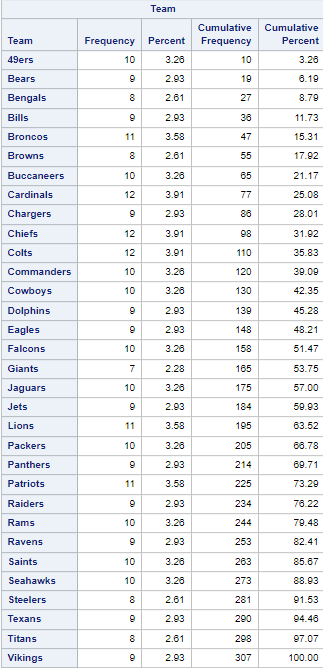 Team
Team Frequency Percent Cumulative Frequency Cumulative Percent
49ers 10 3.26 10 3.26
Bears 9 2.93 19 6.19
Bengals 8 2.61 27 8.79
Bills 9 2.93 36 11.73
Broncos 11 3.58 47 15.31
Browns 8 2.61 55 17.92
Buccaneers 10 3.26 65 21.17
Cardinals 12 3.91 77 25.08
Chargers 9 2.93 86 28.01
Chiefs 12 3.91 98 31.92
Colts 12 3.91 110 35.83
Commanders 10 3.26 120 39.09
Cowboys 10 3.26 130 42.35
Dolphins 9 2.93 139 45.28
Eagles 9 2.93 148 48.21
Falcons 10 3.26 158 51.47
Giants 7 2.28 165 53.75
Jaguars 10 3.26 175 57.00
Jets 9 2.93 184 59.93
Lions 11 3.58 195 63.52
Packers 10 3.26 205 66.78
Panthers 9 2.93 214 69.71
Patriots 11 3.58 225 73.29
Raiders 9 2.93 234 76.22
Rams 10 3.26 244 79.48
Ravens 9 2.93 253 82.41
Saints 10 3.26 263 85.67
Seahawks 10 3.26 273 88.93
Steelers 8 2.61 281 91.53
Texans 9 2.93 290 94.46
Titans 8 2.61 298 97.07
Vikings 9 2.93 307 100.00